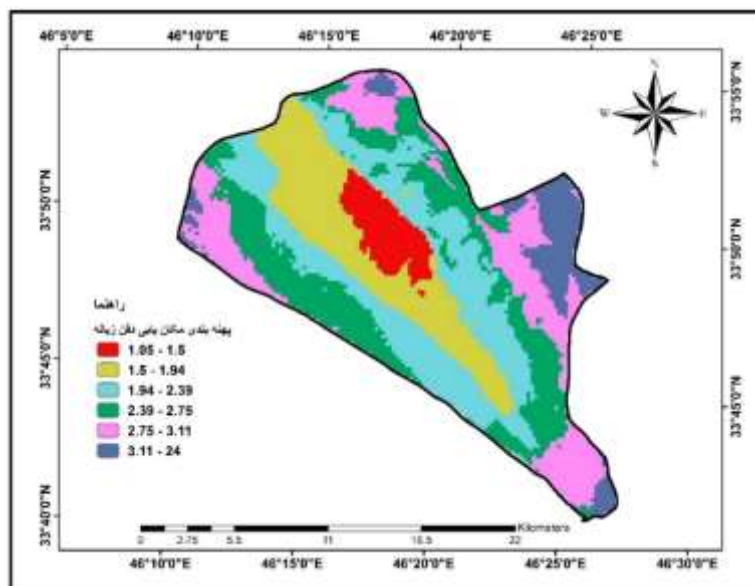 46°5'0"E 46°10'0"E 46°15'0"E 46°20'0"E 46°25'0"E
33°55'0"N
N
W E
S
33°50'0"N
33°50'0"N
راهنما
پهنه بندی مکان یابی دفن زباله
1.05 - 1.5
1.5 - 1.94
1.94 - 2.39
2.39 - 2.75
2.75 - 3.11
3.11 - 24
33°45'0"N
33°45'0"N
33°40'0"N
Kilometers
0 2.75 5.5 11 16.5 22
46°10'0"E 46°15'0"E 46°20'0"E 46°25'0"E 46°30'0"E